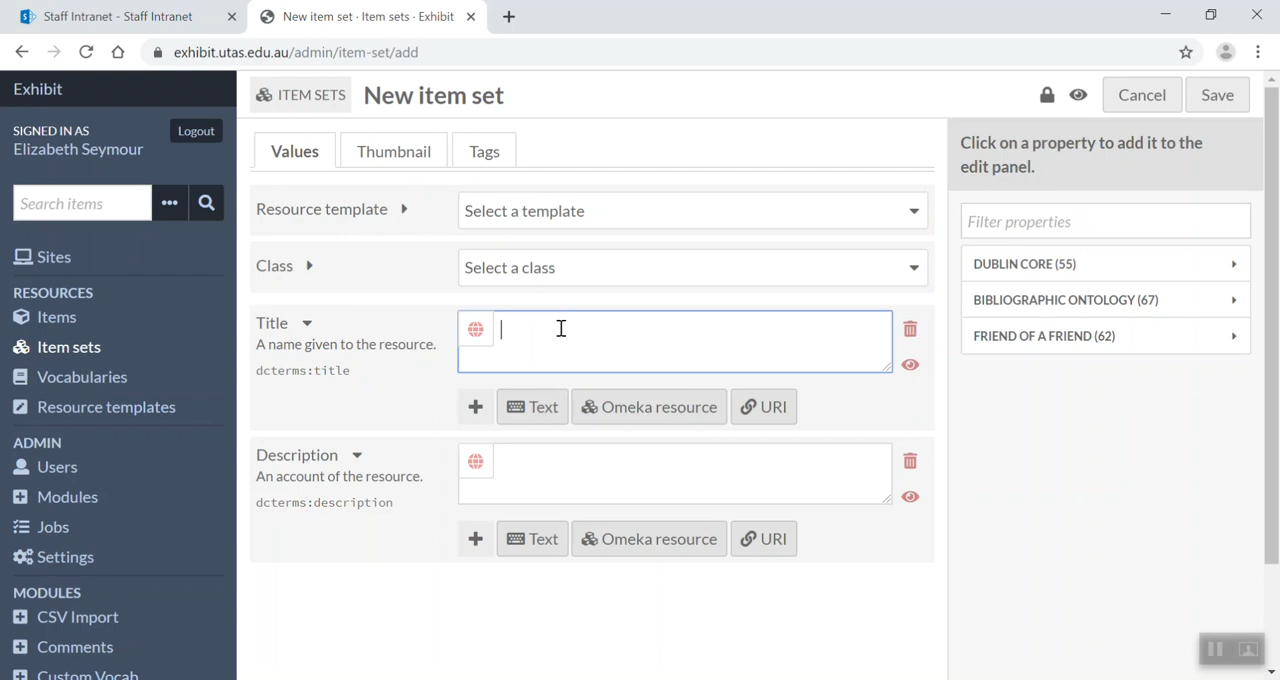 Staff Intranet - Staff Intranet
New item set · Item sets · Exhibit
exhibit.utas.edu.au/admin/item-set/add
Exhibit
SIGNED IN AS
Elizabeth Seymour
Logout
Search items
Sites
RESOURCES
Items
Item sets
Vocabularies
Resource templates
ADMIN
Users
Modules
Jobs
Settings
MODULES
CSV Import
Comments
Custom Vocab
ITEM SETS
New item set
Cancel
Save
Values
Thumbnail
Tags
Resource template
Select a template
Class
Select a class
Title
A name given to the resource.
dcterms:title
Text
Omeka resource
URI
Description
An account of the resource.
dcterms:description
Text
Omeka resource
URI
Click on a property to add it to the
edit panel.
Filter properties
DUBLIN CORE (55)
BIBLIOGRAPHIC ONTOLOGY (67)
FRIEND OF A FRIEND (62)